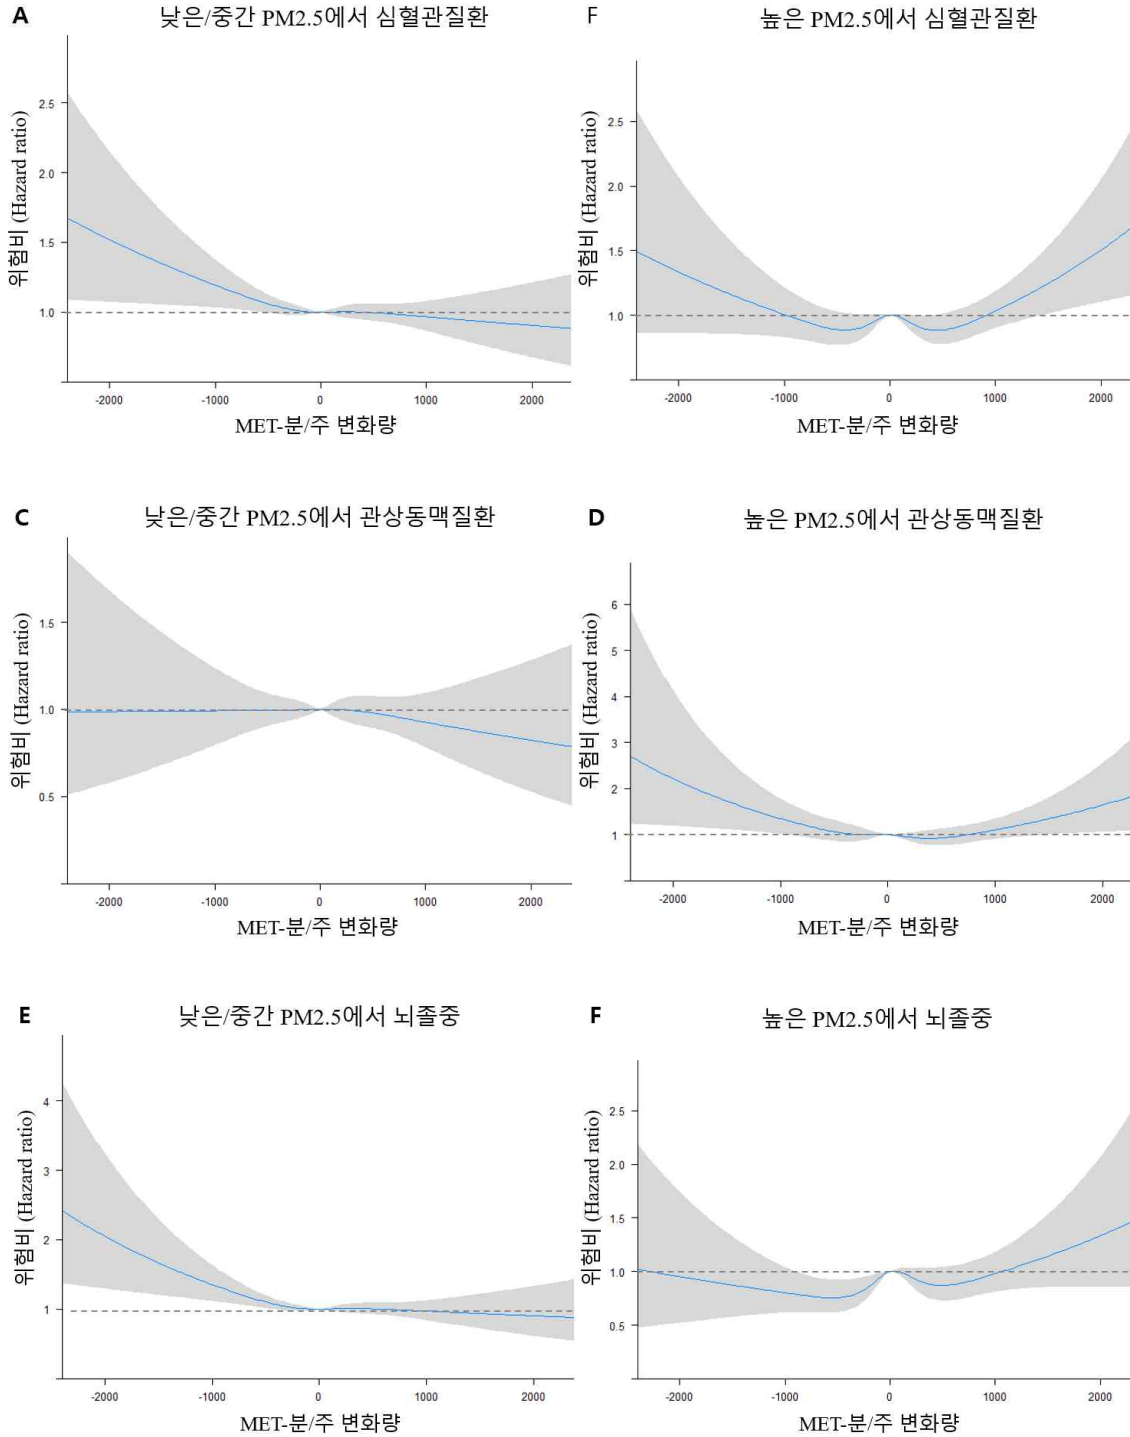 A
낮은/중간 PM2.5에서 심혈관질환
위험비 (Hazard ratio)
2.5
2.0
1.5
1.0
-2000 -1000 0 1000 2000
MET-분/주 변화량
F
높은 PM2.5에서 심혈관질환
위험비 (Hazard ratio)
2.5
2.0
1.5
1.0
-2000 -1000 0 1000 2000
MET-분/주 변화량
C
낮은/중간 PM2.5에서 관상동맥질환
위험비 (Hazard ratio)
1.5
1.0
0.5
-2000 -1000 0 1000 2000
MET-분/주 변화량
D
높은 PM2.5에서 관상동맥질환
위험비 (Hazard ratio)
6
5
4
3
2
1
-2000 -1000 0 1000 2000
MET-분/주 변화량
E
낮은/중간 PM2.5에서 뇌졸중
위험비 (Hazard ratio)
4
3
2
1
-2000 -1000 0 1000 2000
MET-분/주 변화량
F
높은 PM2.5에서 뇌졸중
위험비 (Hazard ratio)
2.5
2.0
1.5
1.0
0.5
-2000 -1000 0 1000 2000
MET-분/주 변화량